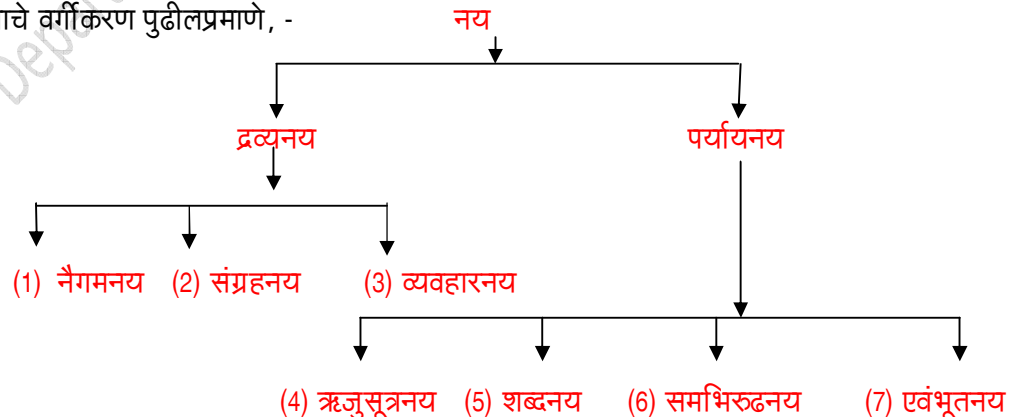 चे वर्गीकरण पुढीलप्रमाणे, -
नय
द्रव्यनय
पर्यायनय
(1) नैगमनय (2) संग्रहनय (3) व्यवहारनय
(4) ऋजुसूत्रनय (5) शब्दनय (6) समभिरुढनय (7) एवंभूतनय